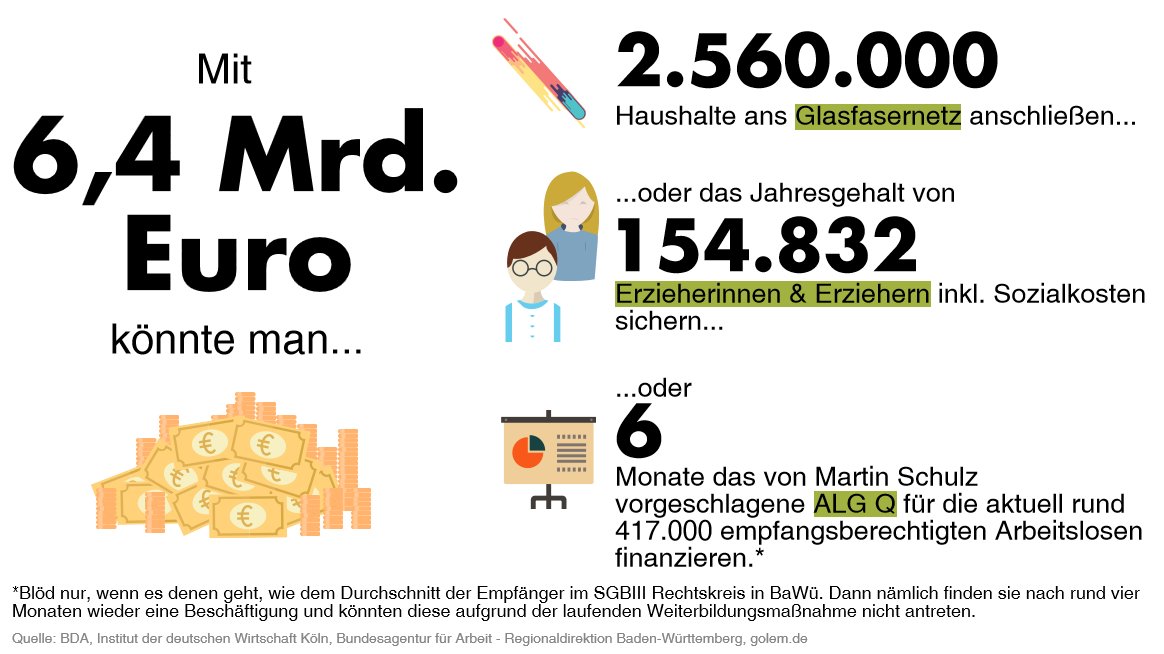 Mit
6,4 Mrd.
Euro
könnte man...
2.560.000
Haushalte ans Glasfasernetz anschließen...
...oder das Jahresgehalt von
154.832
Erzieherinnen & Erziehern inkl. Sozialkosten
sichern...
...oder
6
Monate das von Martin Schulz
vorgeschlagene ALG Q für die aktuell rund
417.000 empfangsberechtigten Arbeitslosen
finanzieren.*
*Blöd nur, wenn es denen geht, wie dem Durchschnitt der Empfänger im SGBIII Rechtskreis in BaWü. Dann nämlich finden sie nach rund vier
Monaten wieder eine Beschäftigung und könnten diese aufgrund der laufenden Weiterbildungsmaßnahme nicht antreten.
Quelle: BDA, Institut der deutschen Wirtschaft Köln, Bundesagentur für Arbeit - Regionaldirektion Baden-Württemberg, golem.de